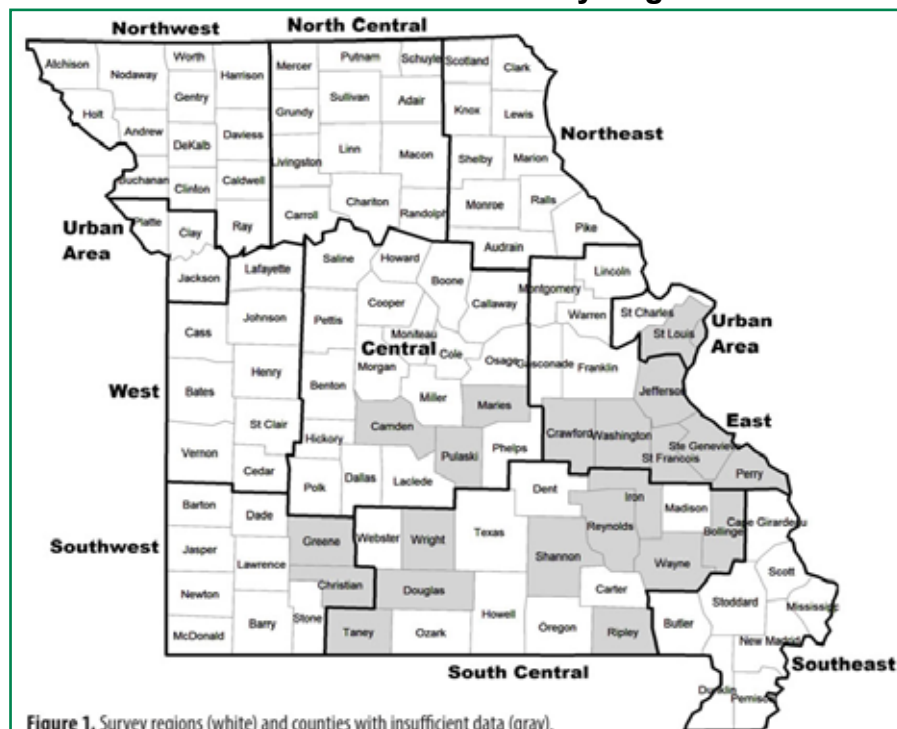 Northwest North Central
Atchison Nodaway Worth Harrison Mercer Putnam Schuyle Scotland Clark
Gentry Sullivan Adair Knox Lewis
Holt Grundy
Andrew DeKalb Daviess Northeast
Livingston Linn Macon Shelby Marion
Buchanan Clinton Caldwell
Chariton Monroe Ralls
Urban Platte Clay Ray Carroll Randolph Pike
Area Audrain
Jackson Lafayette Saline Howard Boone Lincoln
Callaway Montgomery
Cooper Warren St Charles
Cass Johnson Pettis Moniteau St Louis Urban
Central Cole Osage Gasconade Franklin Area
Morgan
West Bates Henry Benton Miller Maries Jefferson
St Clair Camden Crawford Washington Ste Genevieve East
Vernon Hickory Pulaski Phelps St Francois
Cedar Perry
Polk Dallas Laclede Dent Iron Madison
Barton Dade Bollinge Cape Girardeau
Southwest Greene Webster Wright Texas Reynolds
Jasper Lawrence Shannon Wayne Scott
Christian Douglas Carter Stoddard Mississip
Newton Stone Howell Butler
McDonald Barry Taney Ozark Oregon Ripley New Madrid
South Central Southeast
Dunklin Pemisco
Figure 1. Survey regions (white) and counties with insufficient data (gray).